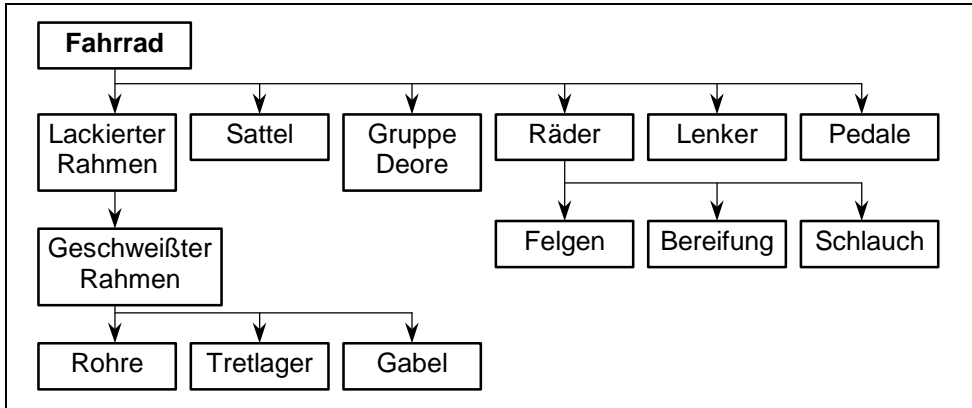 Fahrrad
Lackierter
Rahmen
Sattel
Gruppe
Deore
Räder
Lenker
Pedale
Geschweißter
Rahmen
Felgen
Bereifung
Schlauch
Rohre
Tretlager
Gabel